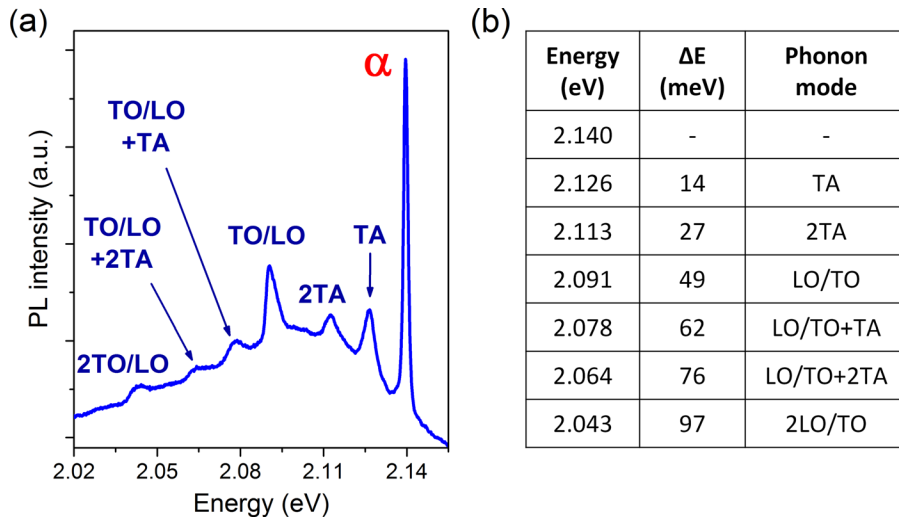 (a)
α
TO/LO
+TA
TO/LO
+2TA
TO/LO
TA
2TA
2TO/LO
PL intensity (a.u.)
2.02 2.05 2.08 2.11 2.14
Energy (eV)
(b)
Energy (eV) ΔE (meV) Phonon mode
2.140 - -
2.126 14 TA
2.113 27 2TA
2.091 49 LO/TO
2.078 62 LO/TO+TA
2.064 76 LO/TO+2TA
2.043 97 2LO/TO